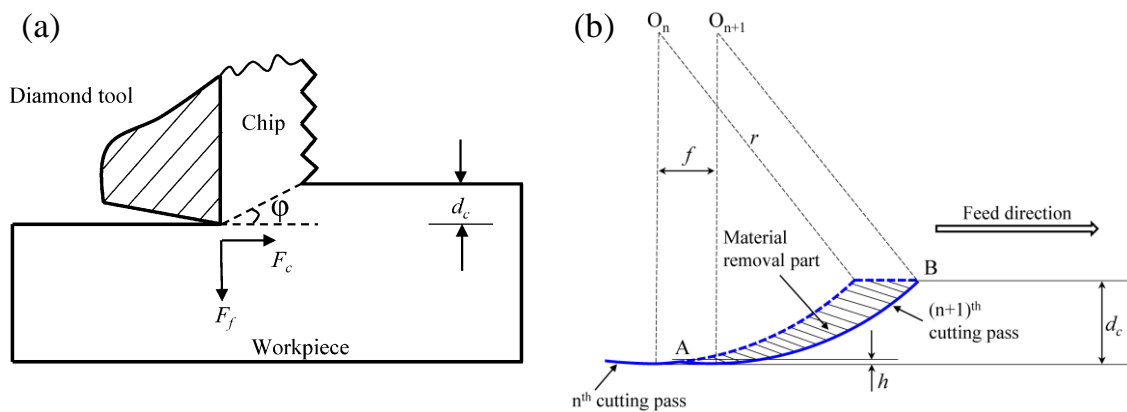 (a)
Diamond tool
Chip
φ
d_c
F_c
F_f
Workpiece
(b)
O_n
O_{n+1}
f
r
Feed direction
Material
removal part
A
B
(n+1)^{th}
cutting pass
d_c
h
n^{th} cutting pass